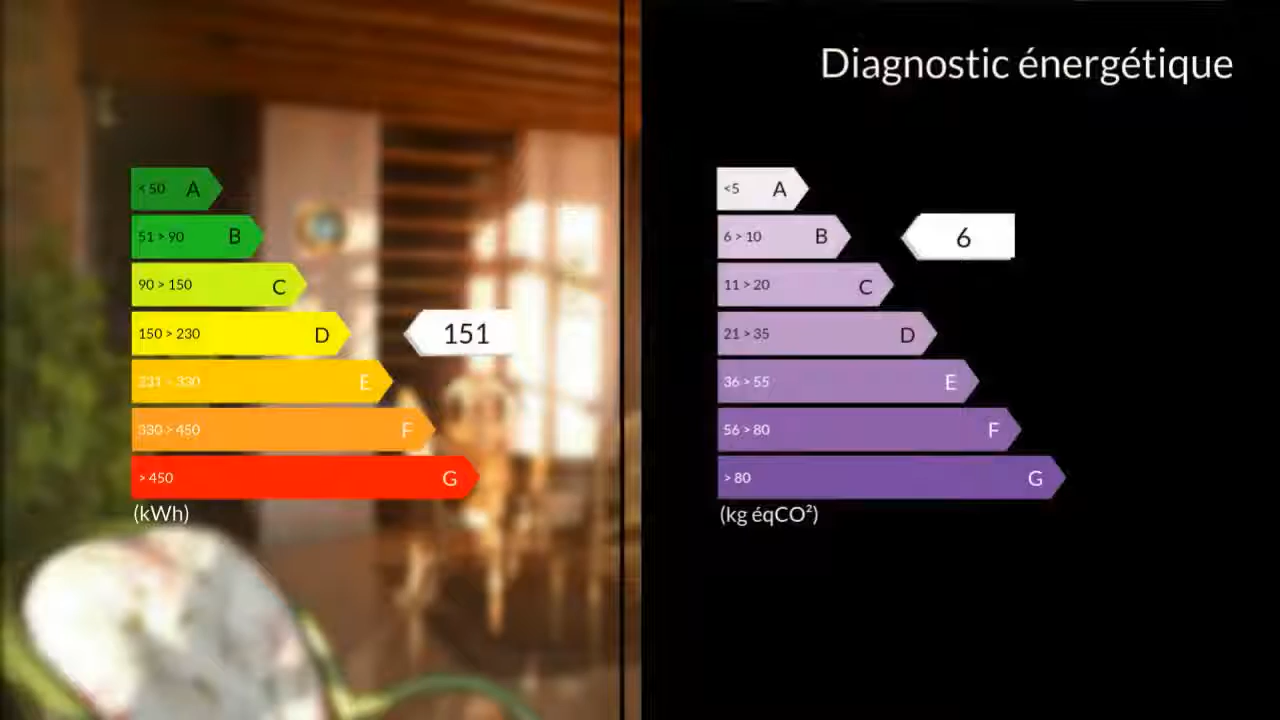 Diagnostic énergétique
< 50 A
51 > 90 B
90 > 150 C
150 > 230 D
151
231 > 330 E
330 > 450 F
> 450 G
(kWh)
<5 A
6 > 10 B
6
11 > 20 C
21 > 35 D
36 > 55 E
56 > 80 F
> 80 G
(kg éqCO²)